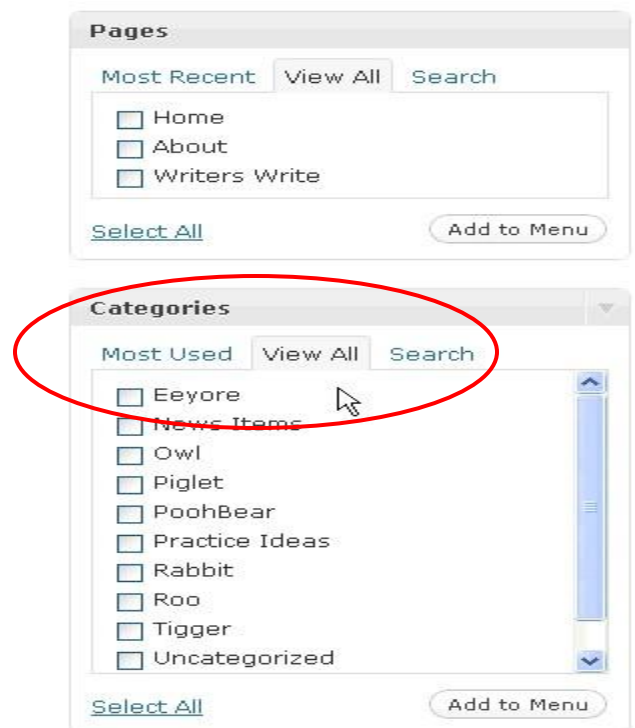 Pages
Most Recent View All Search
Home
About
Writers Write
Select All Add to Menu
Categories
Most Used View All Search
Eeyore
News Items
Owl
Piglet
PoohBear
Practice Ideas
Rabbit
Roo
Tigger
Uncategorized
Select All Add to Menu